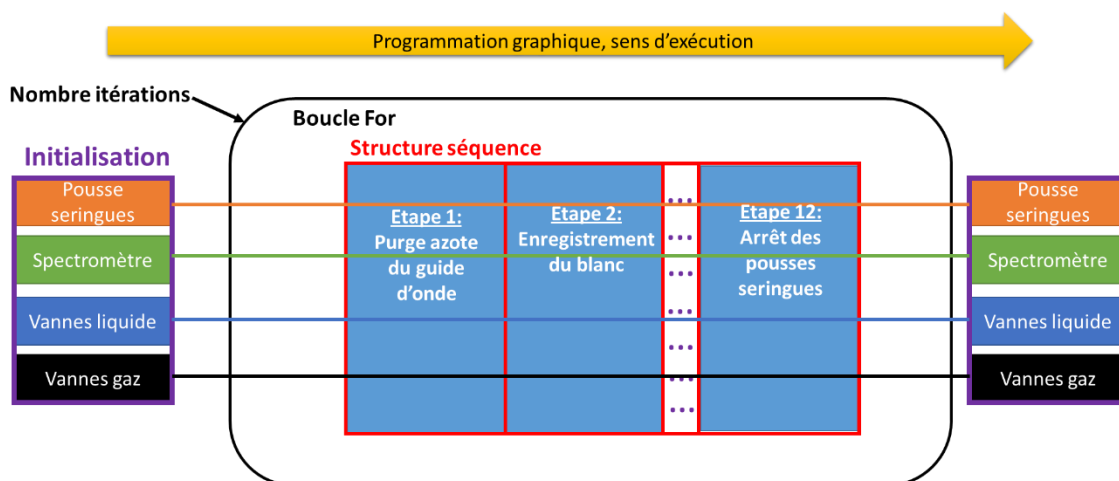 Programmation graphique, sens d'exécution
Nombre itérations
Boucle For
Structure séquence
Initialisation
Pousse
seringues
Spectromètre
Vannes liquide
Vannes gaz
Etape 1:
Purge azote
du guide
d'onde
Etape 2:
Enregistrement
du blanc
...
...
...
...
...
...
...
Etape 12:
Arrêt des
pousses
seringues
Pousse
seringues
Spectromètre
Vannes liquide
Vannes gaz